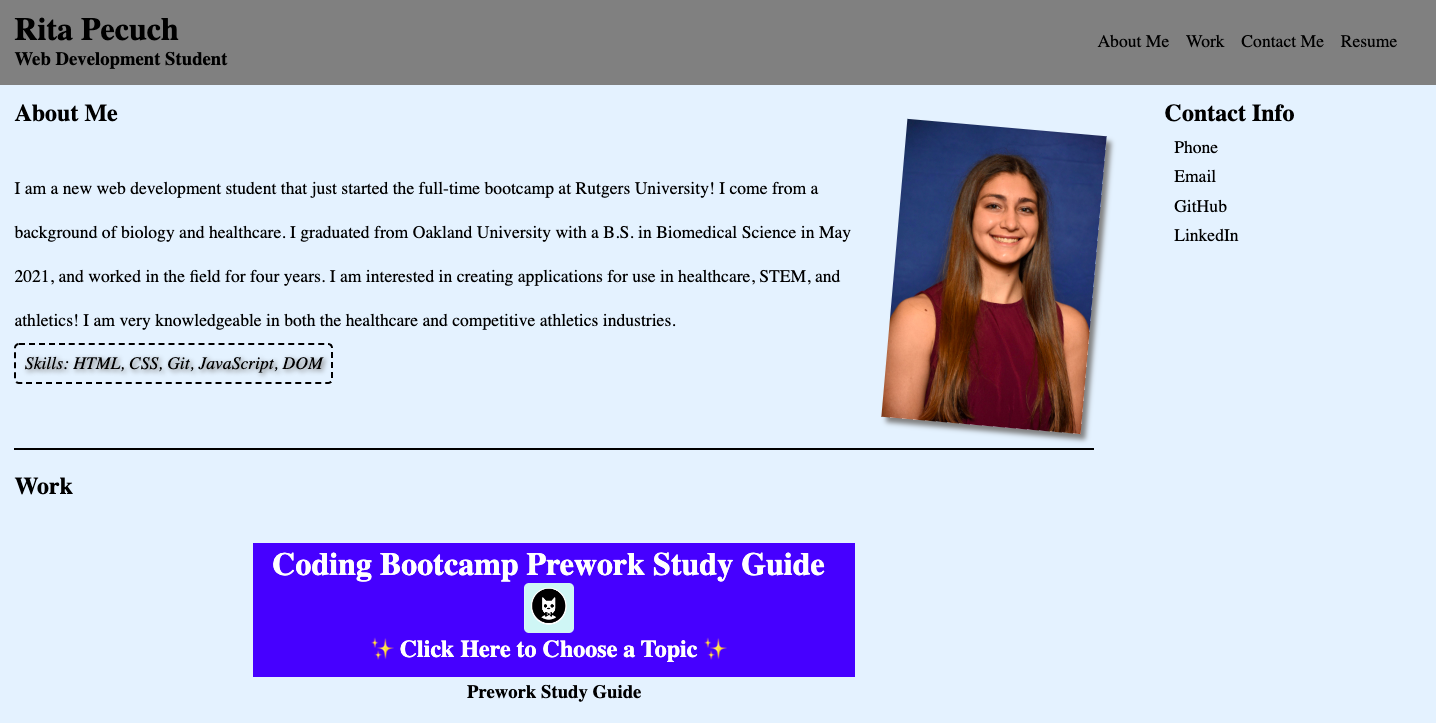 Rita Pecuch
Web Development Student
About Me Work Contact Me Resume
About Me
I am a new web development student that just started the full-time bootcamp at Rutgers University! I come from a
background of biology and healthcare. I graduated from Oakland University with a B.S. in Biomedical Science in May
2021, and worked in the field for four years. I am interested in creating applications for use in healthcare, STEM, and
athletics! I am very knowledgeable in both the healthcare and competitive athletics industries.
Skills: HTML, CSS, Git, JavaScript, DOM
Contact Info
Phone
Email
GitHub
LinkedIn
Work
Coding Bootcamp Prework Study Guide
✨ Click Here to Choose a Topic ✨
Prework Study Guide